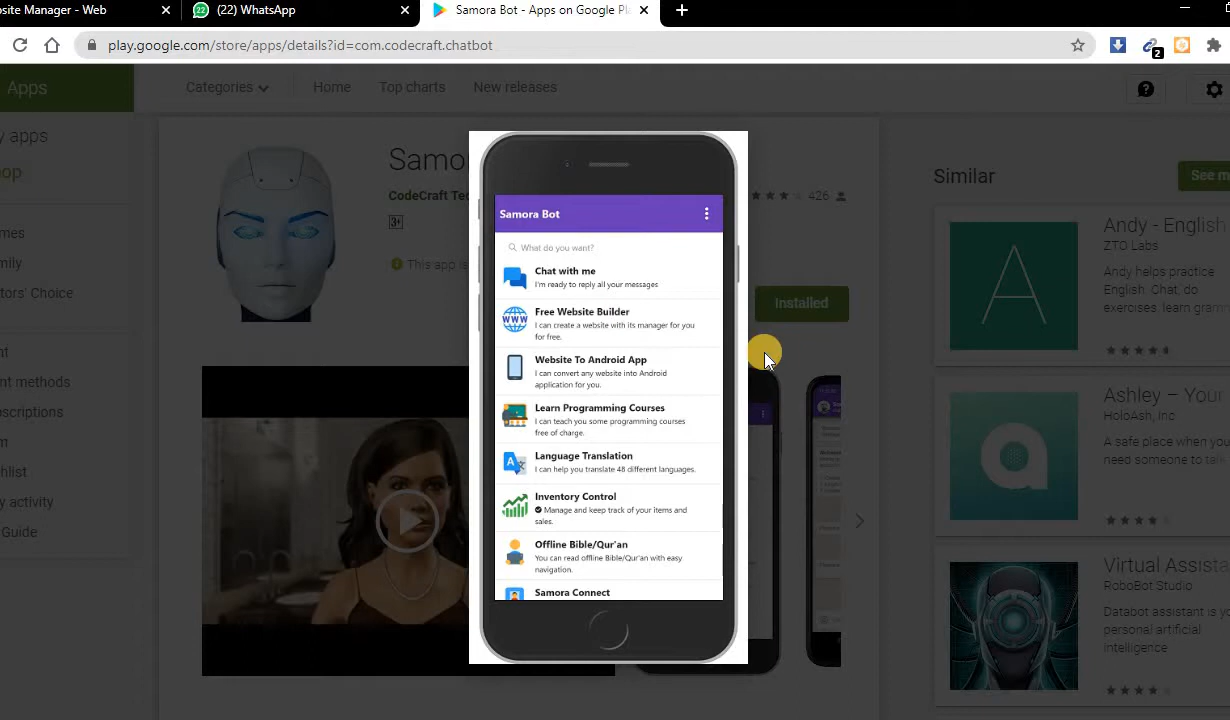 site Manager - Web
(22) WhatsApp
Samora Bot - Apps on Google Pl
play.google.com/store/apps/details?id=com.codecraft.chatbot
2
Apps
Categories
Home
Top charts
New releases
y apps
op
mes
mily
tors' Choice
nt
ent methods
scriptions
m
hlist
y activity
Guide
Samo
CodeCraft Tec
3+
This app is
426
Installed
Samora Bot
What do you want?
Chat with me
I'm ready to reply all your messages
Free Website Builder
I can create a website with its manager for you
for free.
Website To Android App
I can convert any website into Android
application for you.
Learn Programming Courses
I can teach you some programming courses
free of charge.
Language Translation
I can help you translate 48 different languages.
Inventory Control
Manage and keep track of your items and
sales.
Offline Bible/Qur'an
You can read offline Bible/Qur'an with easy
navigation.
Samora Connect
Similar
See m
Andy - English
ZTO Labs
Andy helps practice
English. Chat, do
exercises, learn gramm
Ashley – Your
HoloAsh, Inc
A safe place when you
need someone to talk
Virtual Assista
RoboBot Studio
Databot assistant is yo
personal artificial
intelligence